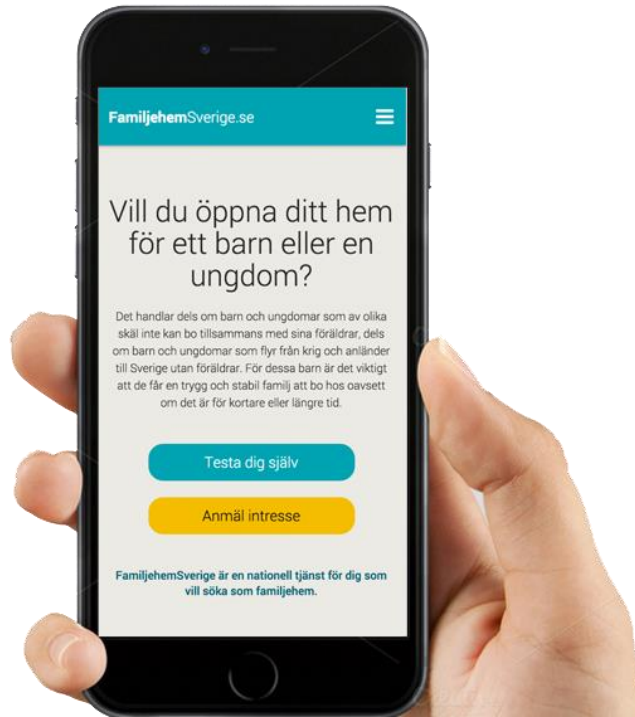 FamiljehemSverige.se
Vill du öppna ditt hem
för ett barn eller en
ungdom?
Det handlar dels om barn och ungdomar som av olika
skäl inte kan bo tillsammans med sina föräldrar, dels
om barn och ungdomar som flyr från krig och anländer
till Sverige utan föräldrar. För dessa barn är det viktigt
att de får en trygg och stabil familj att bo hos oavsett
om det är för kortare eller längre tid.
Testa dig själv
Anmäl intresse
FamiljehemSverige är en nationell tjänst för dig som
vill söka som familjehem.